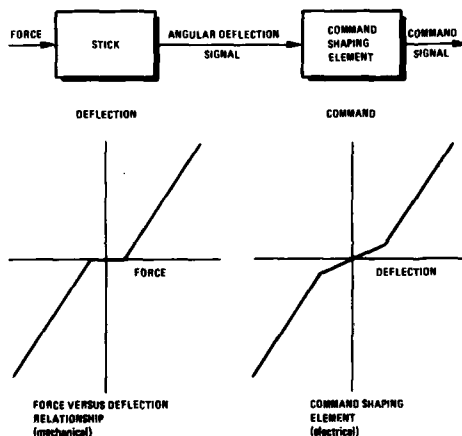 FORCE
STICK
ANGULAR DEFLECTION
SIGNAL
COMMAND
SHAPING
ELEMENT
COMMAND
SIGNAL
DEFLECTION
COMMAND
FORCE
DEFLECTION
FORCE VERSUS DEFLECTION
RELATIONSHIP
(mechanical)
COMMAND SHAPING
ELEMENT
(electrical)